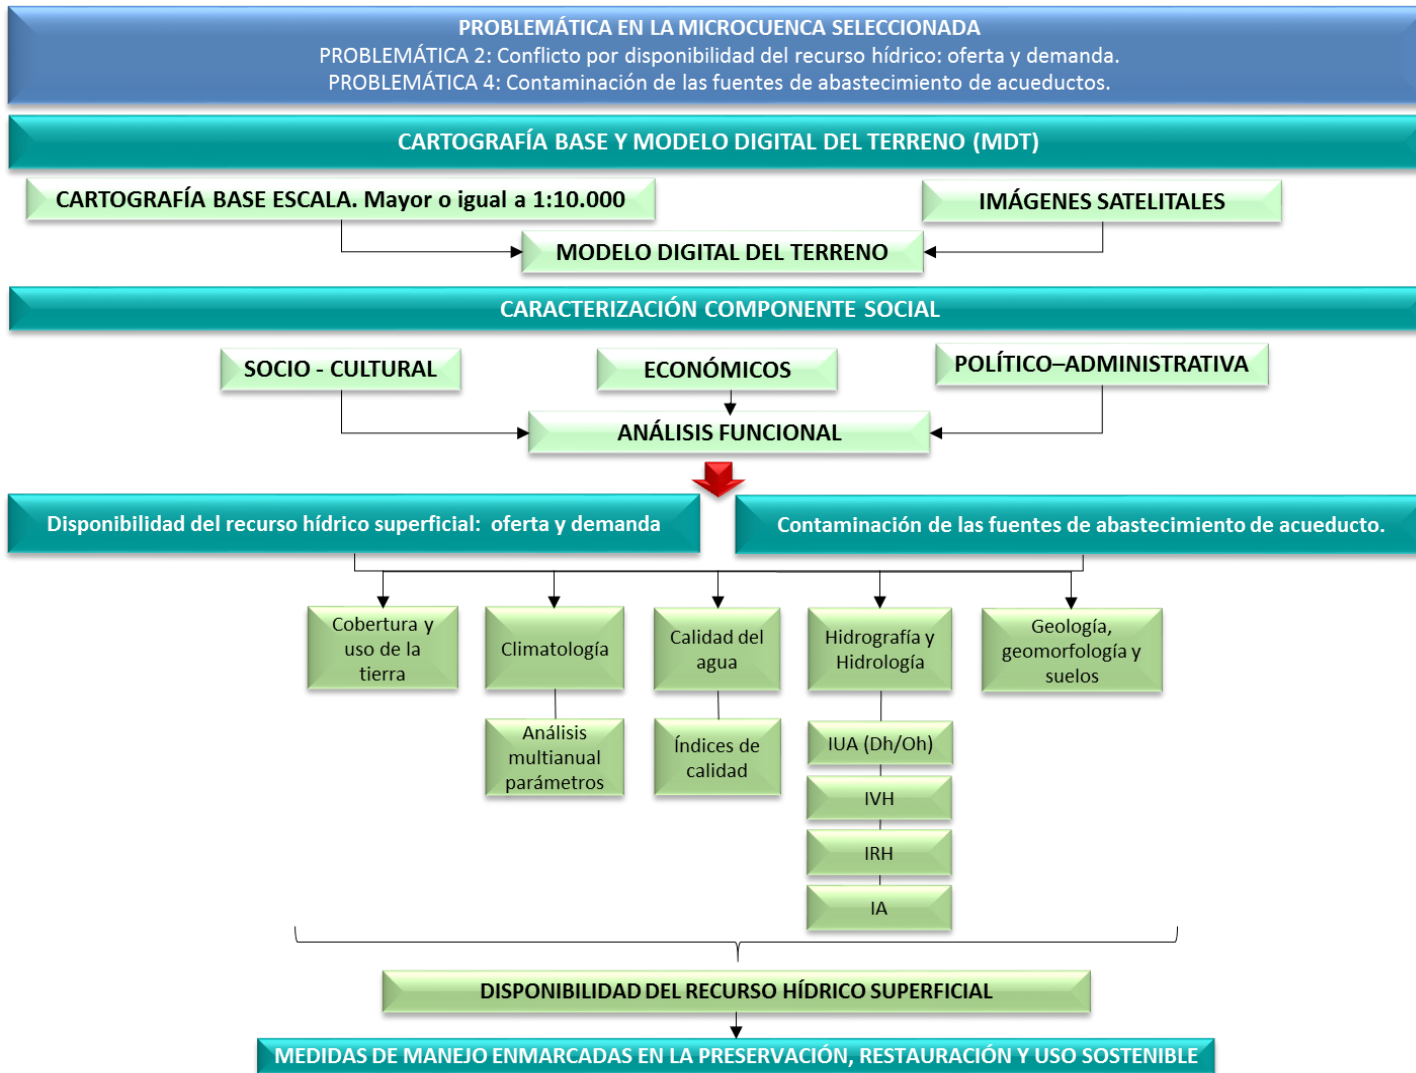 PROBLEMÁTICA EN LA MICROCUENCA SELECCIONADA
PROBLEMÁTICA 2: Conflicto por disponibilidad del recurso hídrico: oferta y demanda.
PROBLEMÁTICA 4: Contaminación de las fuentes de abastecimiento de acueductos.
CARTOGRAFÍA BASE Y MODELO DIGITAL DEL TERRENO (MDT)
CARTOGRAFÍA BASE ESCALA. Mayor o igual a 1:10.000
IMÁGENES SATELITALES
MODELO DIGITAL DEL TERRENO
CARACTERIZACIÓN COMPONENTE SOCIAL
SOCIO - CULTURAL
ECONÓMICOS
POLÍTICO–ADMINISTRATIVA
ANÁLISIS FUNCIONAL
Disponibilidad del recurso hídrico superficial: oferta y demanda
Contaminación de las fuentes de abastecimiento de acueducto.
Cobertura y
uso de la
tierra
Climatología
Calidad del
agua
Hidrografía y
Hidrología
Geología,
geomorfología y
suelos
Análisis
multianual
parámetros
Índices de
calidad
IUA (Dh/Oh)
IVH
IRH
IA
DISPONIBILIDAD DEL RECURSO HÍDRICO SUPERFICIAL
MEDIDAS DE MANEJO ENMARCADAS EN LA PRESERVACIÓN, RESTAURACIÓN Y USO SOSTENIBLE